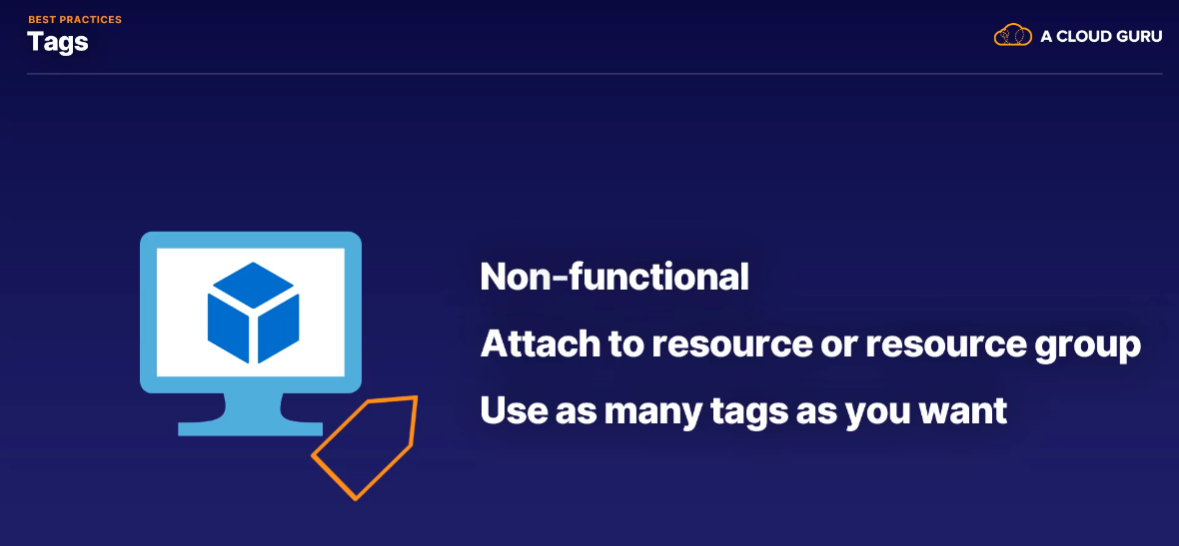 BEST PRACTICES
Tags
A CLOUD GURU
Non-functional
Attach to resource or resource group
Use as many tags as you want